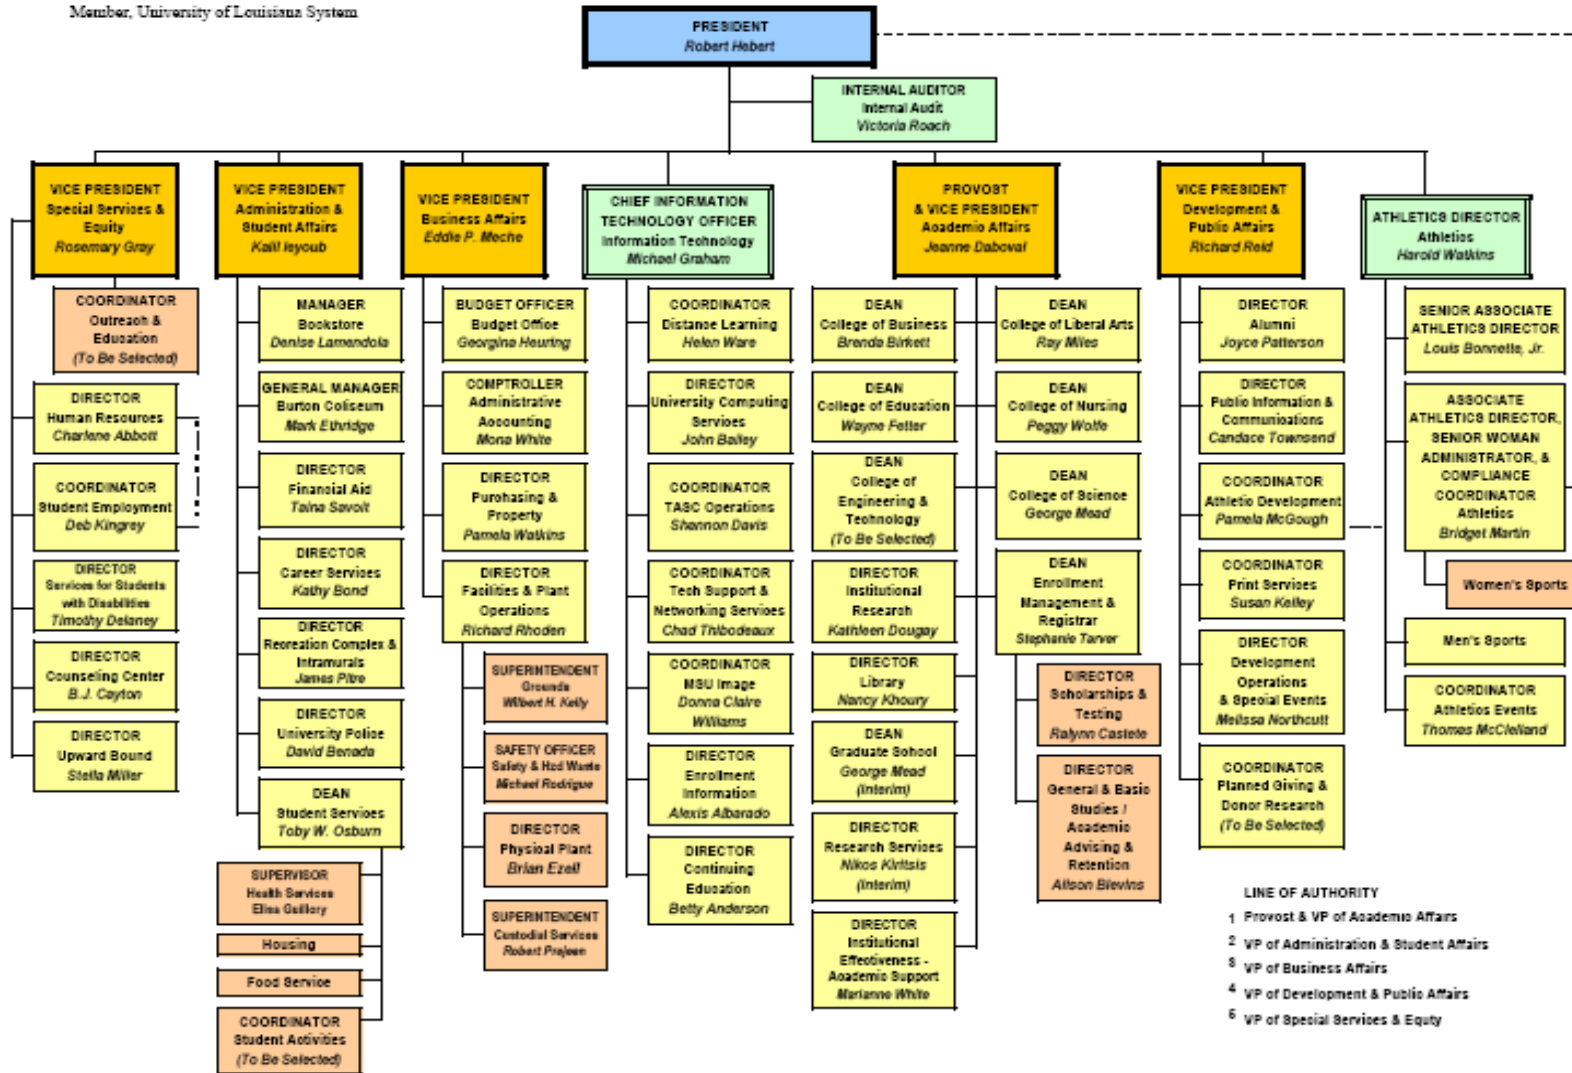 Member, University of Louisiana System
PRESIDENT
Robert Hebert
INTERNAL AUDITOR
Internal Audit
Victoria Roach
VICE PRESIDENT
Special Services &
Equity
Rosemary Gray
VICE PRESIDENT
Administration &
Student Affairs
Kalil Ieyoub
VICE PRESIDENT
Business Affairs
Eddie P. Meche
CHIEF INFORMATION
TECHNOLOGY OFFICER
Information Technology
Michael Graham
PROVOST
& VICE PRESIDENT
Academic Affairs
Jeanne Daboval
VICE PRESIDENT
Development &
Public Affairs
Richard Reid
ATHLETICS DIRECTOR
Athletics
Harold Watkins
COORDINATOR
Outreach &
Education
(To Be Selected)
DIRECTOR
Human Resources
Charlene Abbott
COORDINATOR
Student Employment
Deb Kingrey
DIRECTOR
Services for Students
with Disabilities
Timothy Delaney
DIRECTOR
Counseling Center
B.J. Cayton
DIRECTOR
Upward Bound
Stella Miller
MANAGER
Bookstore
Denise Lamendola
GENERAL MANAGER
Burton Coliseum
Mark Ethridge
DIRECTOR
Financial Aid
Taina Savoit
DIRECTOR
Career Services
Kathy Bond
DIRECTOR
Recreation Complex &
Intramurals
James Pitre
DIRECTOR
University Police
David Benada
DEAN
Student Services
Toby W. Osburn
SUPERVISOR
Health Services
Elisa Guillory
Housing
Food Service
COORDINATOR
Student Activities
(To Be Selected)
BUDGET OFFICER
Budget Office
Georgina Heuring
COMPTROLLER
Administrative
Accounting
Mona White
DIRECTOR
Purchasing &
Property
Pamela Watkins
DIRECTOR
Facilities & Plant
Operations
Richard Rhoden
SUPERINTENDENT
Grounds
Wilbert H. Kelly
SAFETY OFFICER
Safety & Hzd Waste
Michael Rodrigue
DIRECTOR
Physical Plant
Brian Ezell
SUPERINTENDENT
Custodial Services
Robert Prejean
COORDINATOR
Distance Learning
Helen Ware
DIRECTOR
University Computing
Services
John Bailey
COORDINATOR
TASC Operations
Shannon Davis
COORDINATOR
Tech Support &
Networking Services
Chad Thibodeaux
COORDINATOR
MSU Image
Donna Claire
Williams
DIRECTOR
Enrollment
Information
Alexis Albarado
DIRECTOR
Continuing
Education
Betty Anderson
DEAN
College of Business
Brenda Birkett
DEAN
College of Education
Wayne Fetter
DEAN
College of
Engineering &
Technology
(To Be Selected)
DIRECTOR
Institutional
Research
Kathleen Dougay
DIRECTOR
Library
Nancy Khoury
DEAN
Graduate School
George Mead
(Interim)
DIRECTOR
Research Services
Nikos Kiritsis
(Interim)
DIRECTOR
Institutional
Effectiveness -
Academic Support
Marianne White
DEAN
College of Liberal Arts
Ray Miles
DEAN
College of Nursing
Peggy Wolfe
DEAN
College of Science
George Mead
DEAN
Enrollment
Management &
Registrar
Stephanie Tarver
DIRECTOR
Scholarships &
Testing
Ralynn Castete
DIRECTOR
General & Basic
Studies /
Academic
Advising &
Retention
Alison Blevins
DIRECTOR
Alumni
Joyce Patterson
DIRECTOR
Public Information &
Communications
Candace Townsend
COORDINATOR
Athletic Development
Pamela McGough
COORDINATOR
Print Services
Susan Kelley
DIRECTOR
Development
Operations
& Special Events
Melissa Northcutt
COORDINATOR
Planned Giving &
Donor Research
(To Be Selected)
SENIOR ASSOCIATE
ATHLETICS DIRECTOR
Louis Bonnette, Jr.
ASSOCIATE
ATHLETICS DIRECTOR,
SENIOR WOMAN
ADMINISTRATOR, &
COMPLIANCE
COORDINATOR
Athletics
Bridget Martin
Women's Sports
Men's Sports
COORDINATOR
Athletics Events
Thomas McClelland
LINE OF AUTHORITY
1 Provost & VP of Academic Affairs
2 VP of Administration & Student Affairs
3 VP of Business Affairs
4 VP of Development & Public Affairs
5 VP of Special Services & Equty